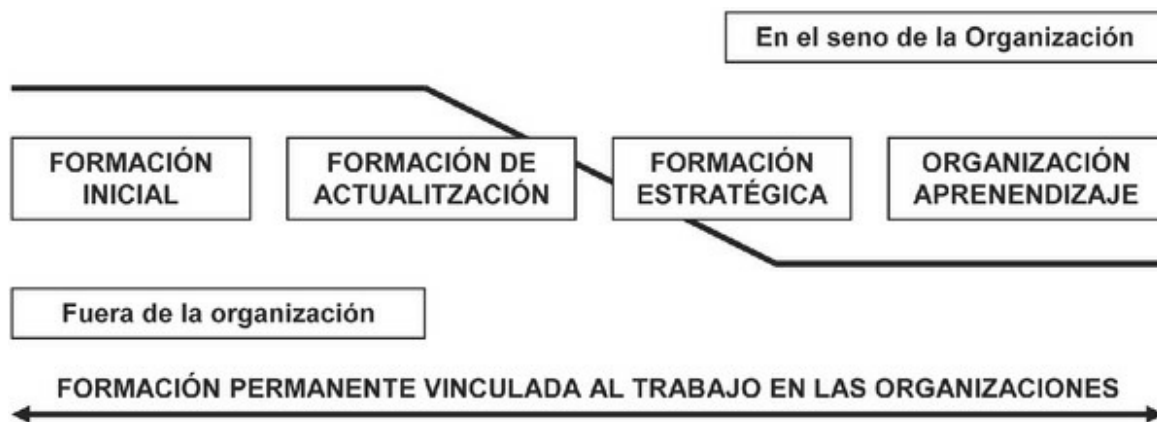 En el seno de la Organización
FORMACIÓN
INICIAL
FORMACIÓN DE
ACTUALITZACIÓN
FORMACIÓN
ESTRATÉGICA
ORGANIZACIÓN
APRENENDIZAJE
Fuera de la organización
FORMACIÓN PERMANENTE VINCULADA AL TRABAJO EN LAS ORGANIZACIONES